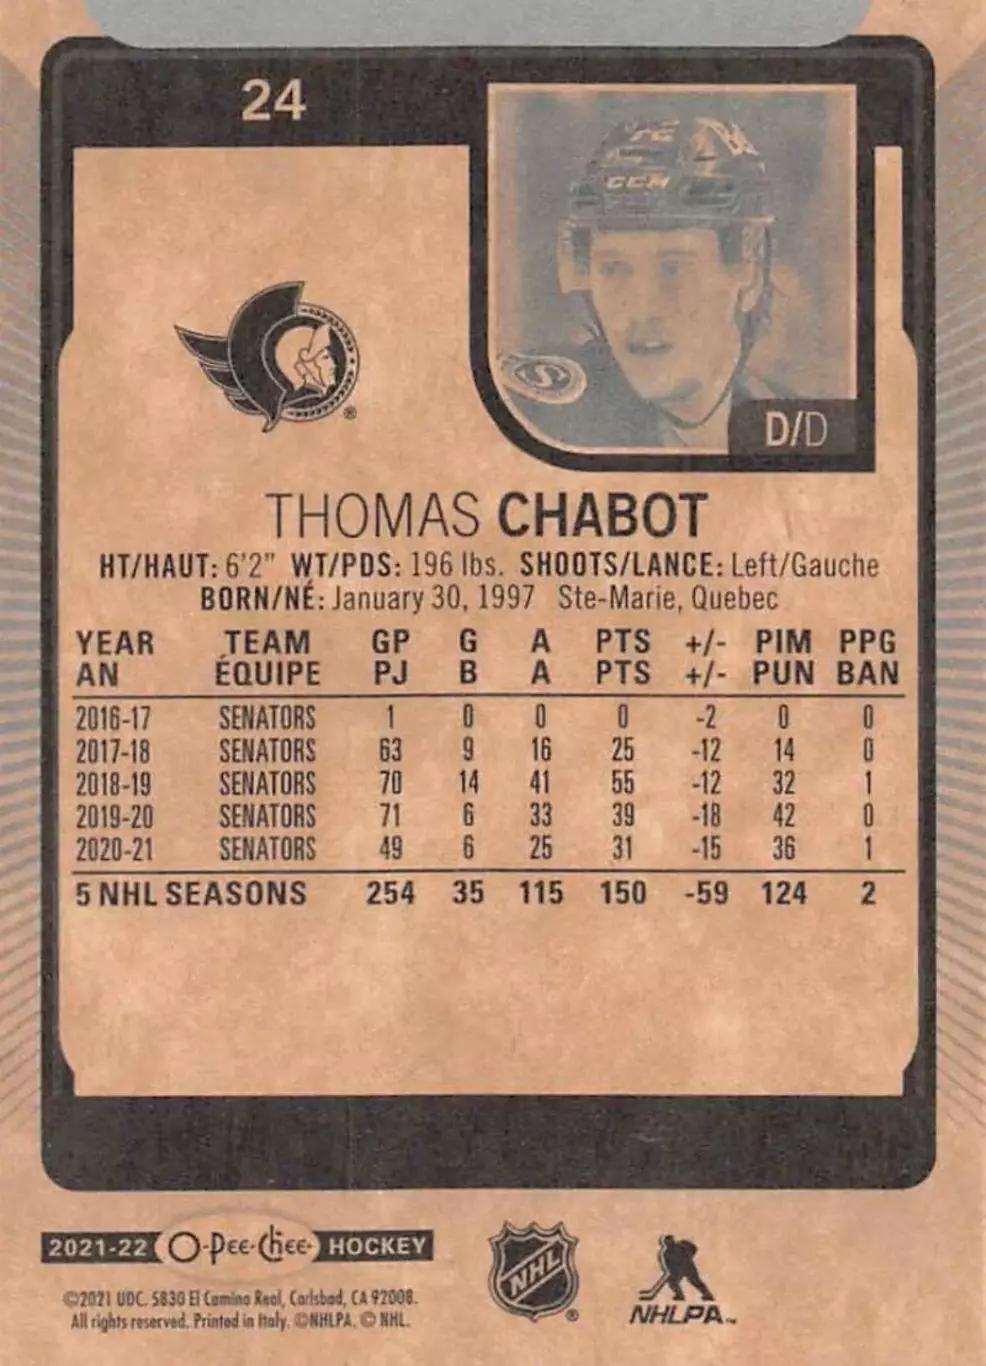 24
CCM
D/D
®
THOMAS CHABOT
HT/HAUT: 6'2" WT/PDS: 196 lbs. SHOOTS/LANCE: Left/Gauche
BORN/NÉ: January 30, 1997 Ste-Marie, Quebec
YEAR TEAM GP G A PTS +/- PIM PPG
AN ÉQUIPE PJ B A PTS +/- PUN BAN
2016-17 SENATORS 1 0 0 0 -2 0 0
2017-18 SENATORS 63 9 16 25 -12 14 0
2018-19 SENATORS 70 14 41 55 -12 32 1
2019-20 SENATORS 71 6 33 39 -18 42 0
2020-21 SENATORS 49 6 25 31 -15 36 1
5 NHL SEASONS 254 35 115 150 -59 124 2
2021-22 O-Pee-Chee HOCKEY
NHL ®
NHLPA™
©2021 UDC. 5830 El Camino Real, Carlsbad, CA 92008.
All rights reserved. Printed in Italy. ©NHLPA. © NHL.